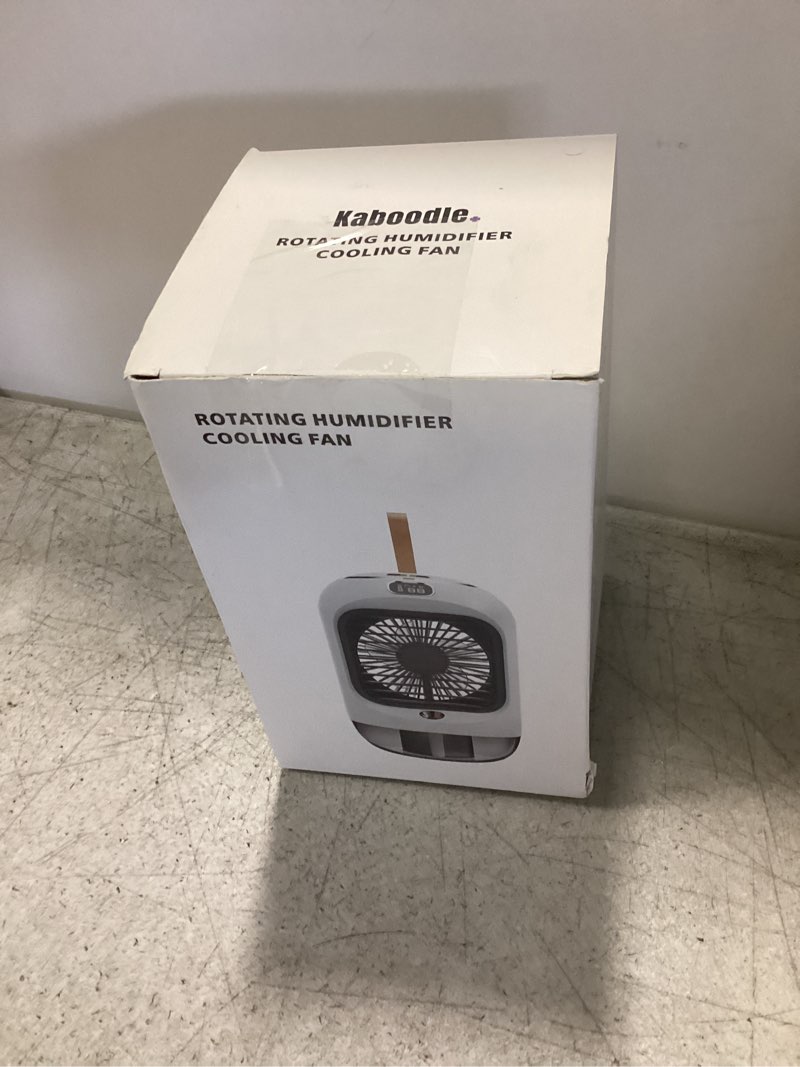 Kaboodle.
ROTATING HUMIDIFIER
COOLING FAN
ROTATING HUMIDIFIER
COOLING FAN